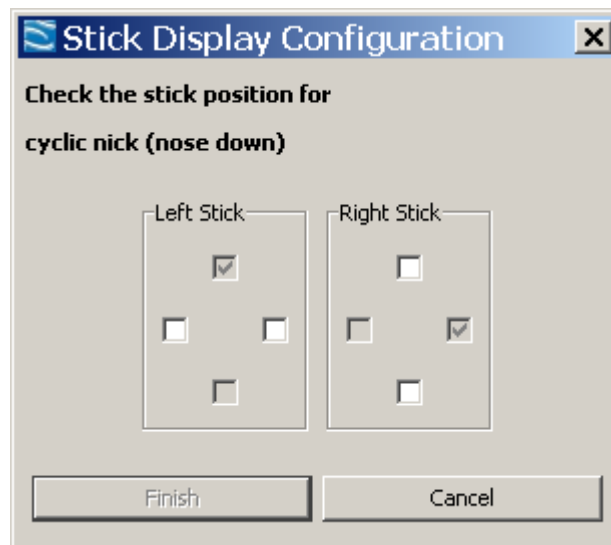 Stick Display Configuration
Check the stick position for
cyclic nick (nose down)
Left Stick
Right Stick
Finish
Cancel